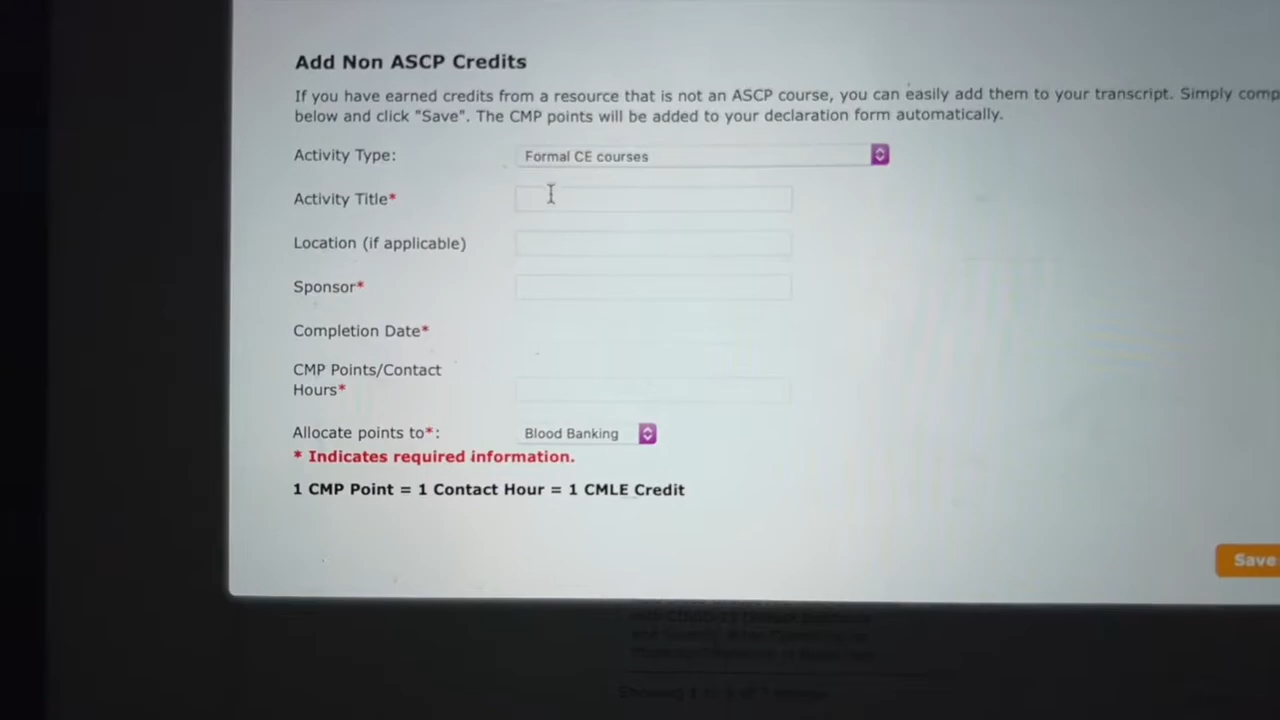 Add Non ASCP Credits
If you have earned credits from a resource that is not an ASCP course, you can easily add them to your transcript. Simply
below and click "Save". The CMP points will be added to your declaration form automatically.
Activity Type: Formal CE courses
Activity Title*
Location (if applicable)
Sponsor*
Completion Date*
CMP Points/Contact
Hours*
Allocate points to*: Blood Banking
* Indicates required information.
1 CMP Point = 1 Contact Hour = 1 CMLE Credit
Save